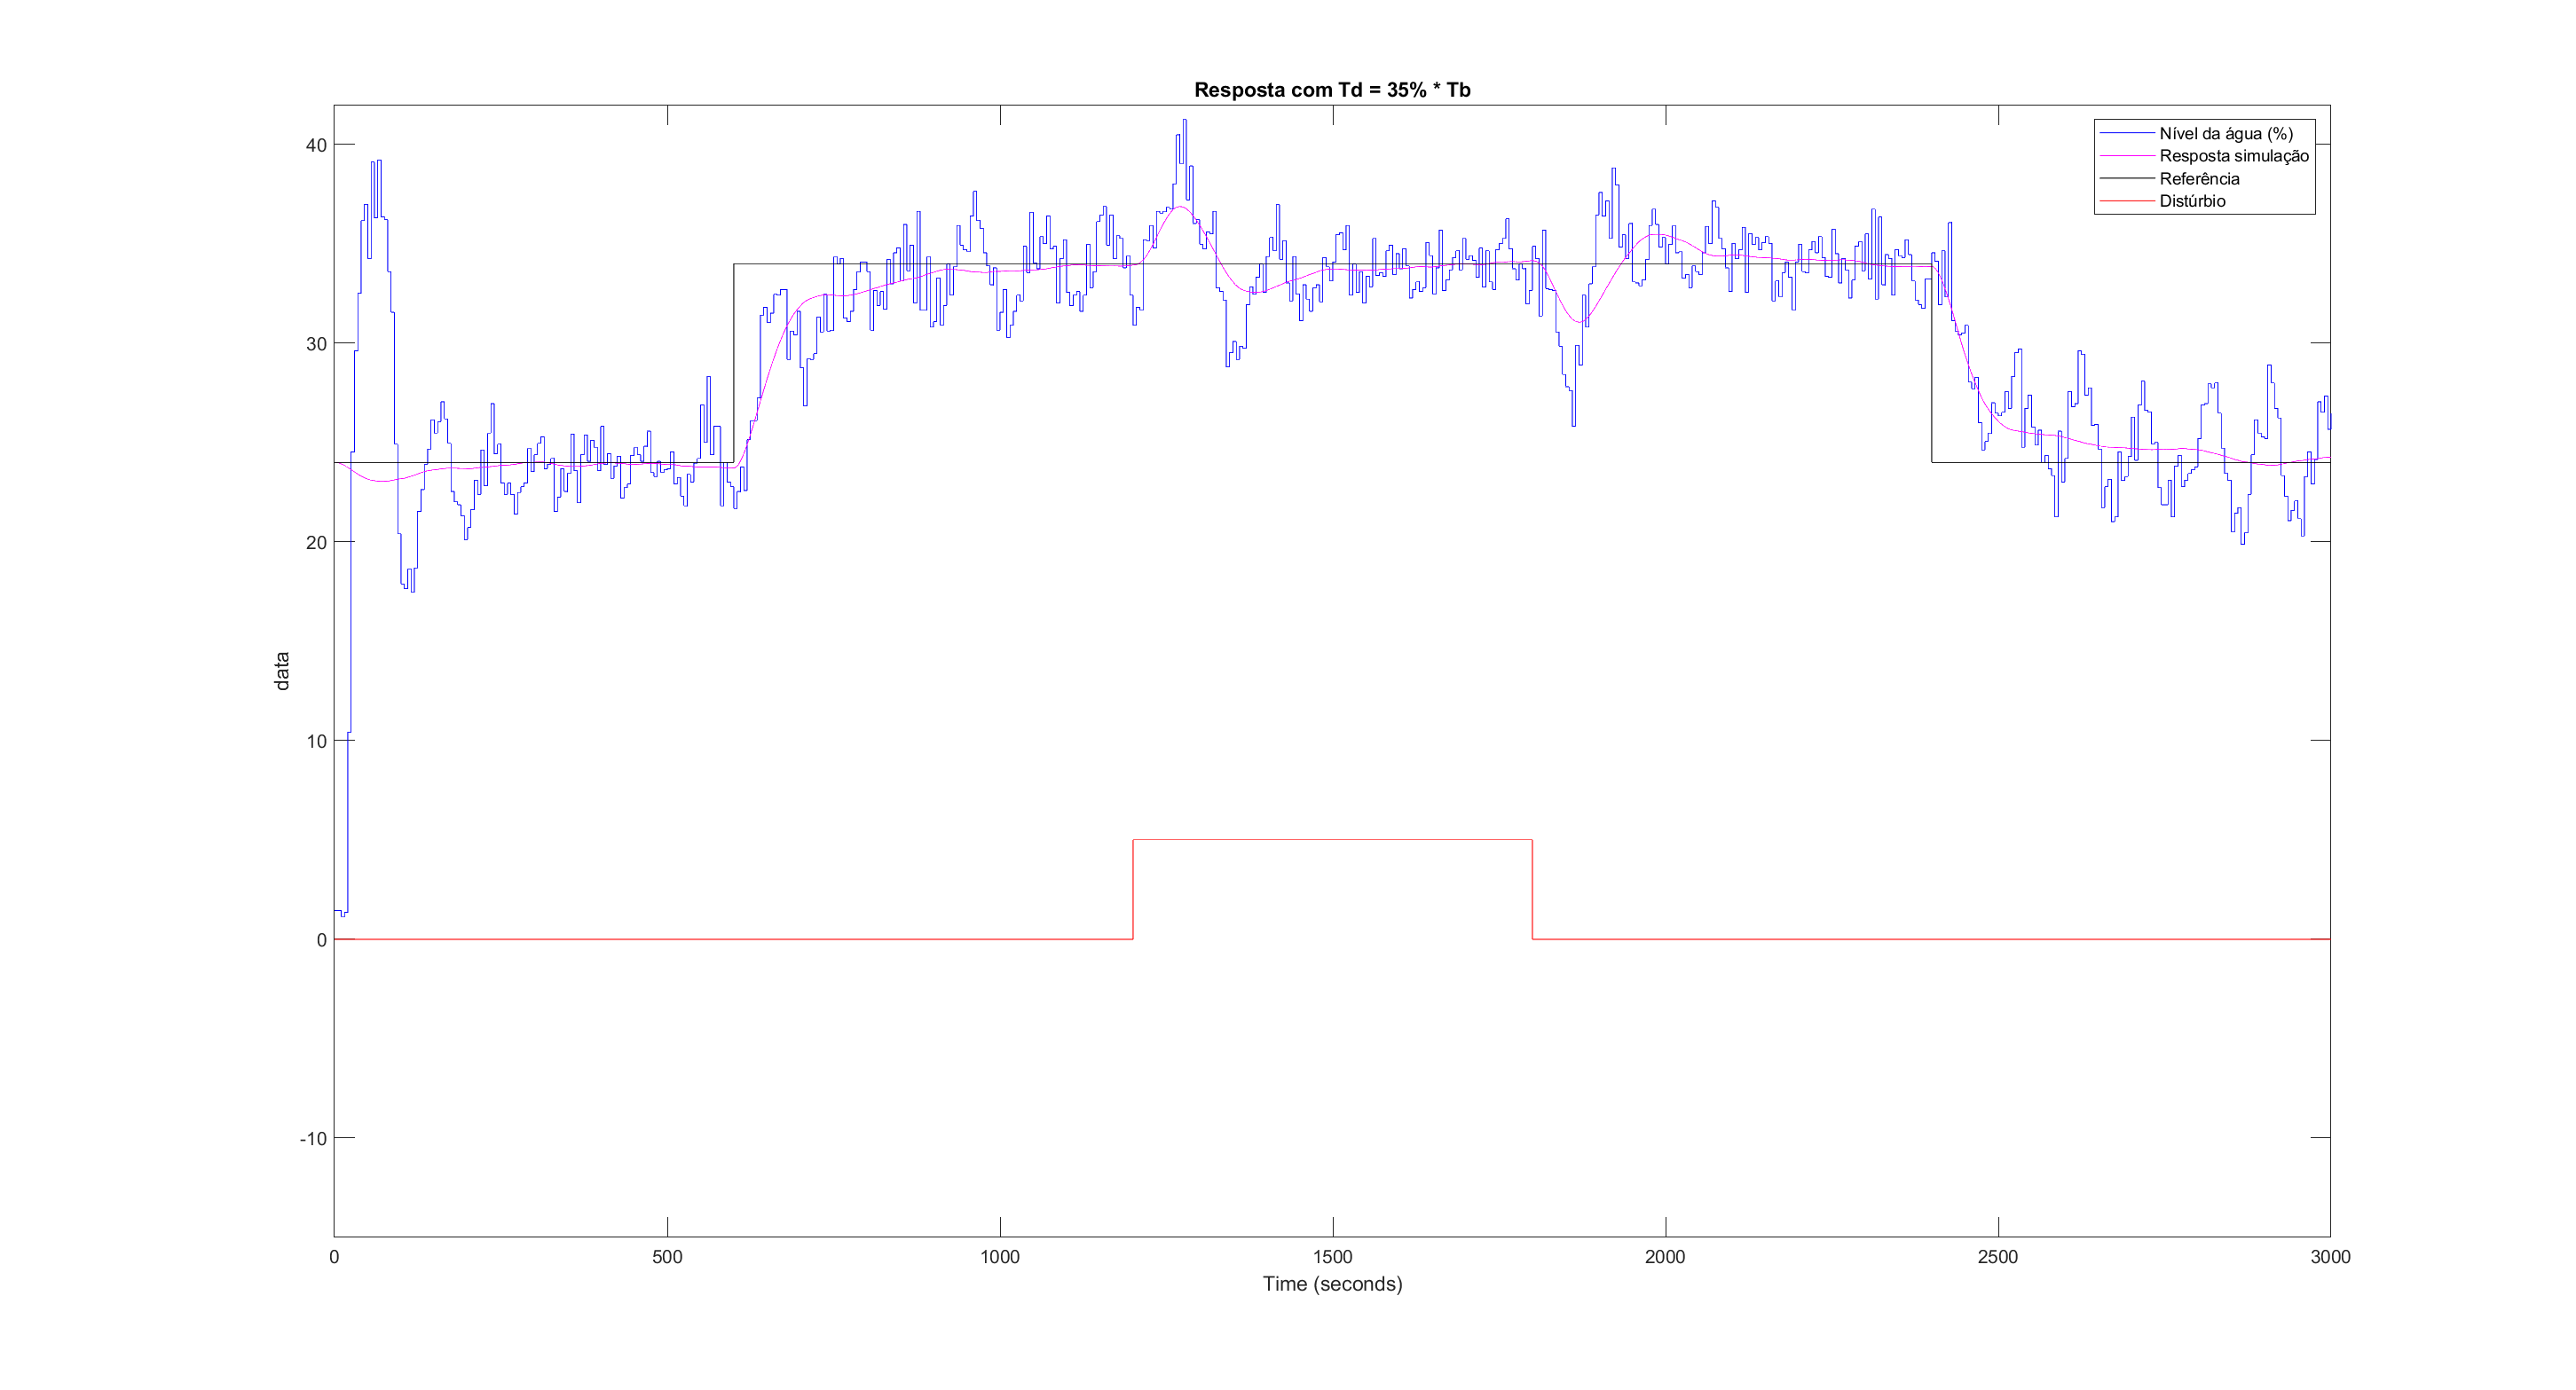 Resposta com Td = 35% * Tb
Nível da água (%)
Resposta simulação
Referência
Distúrbio
40
30
20
10
0
-10
data
0 500 1000 1500 2000 2500 3000
Time (seconds)